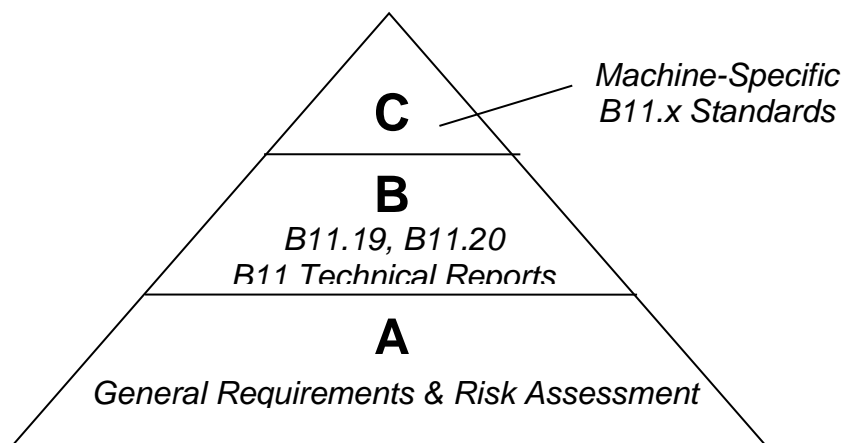 C
Machine-Specific
B11.x Standards
B
B11.19, B11.20
B11 Technical Reports
A
General Requirements & Risk Assessment